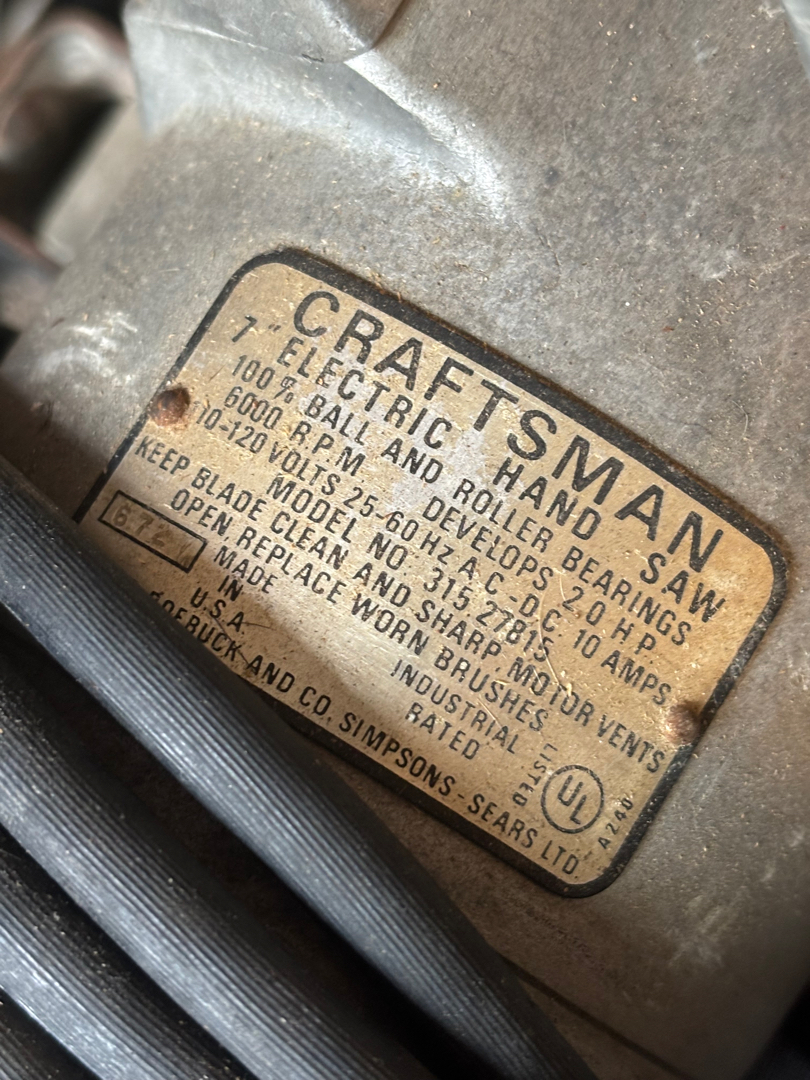 CRAFTSMAN
7" ELECTRIC HAND SAW
100% BALL AND ROLLER BEARINGS
6000 R.P.M. DEVELOPS 2.0 H.P.
10-120 VOLTS 25-60 Hz A.C.-D.C. 10 AMPS.
MODEL NO. 315.27815
KEEP BLADE CLEAN AND SHARP, MOTOR VENTS
OPEN, REPLACE WORN BRUSHES.
MADE
IN
U.S.A.
INDUSTRIAL
RATED
LISTED
UL
ROEBUCK AND CO. SIMPSONS-SEARS LTD.